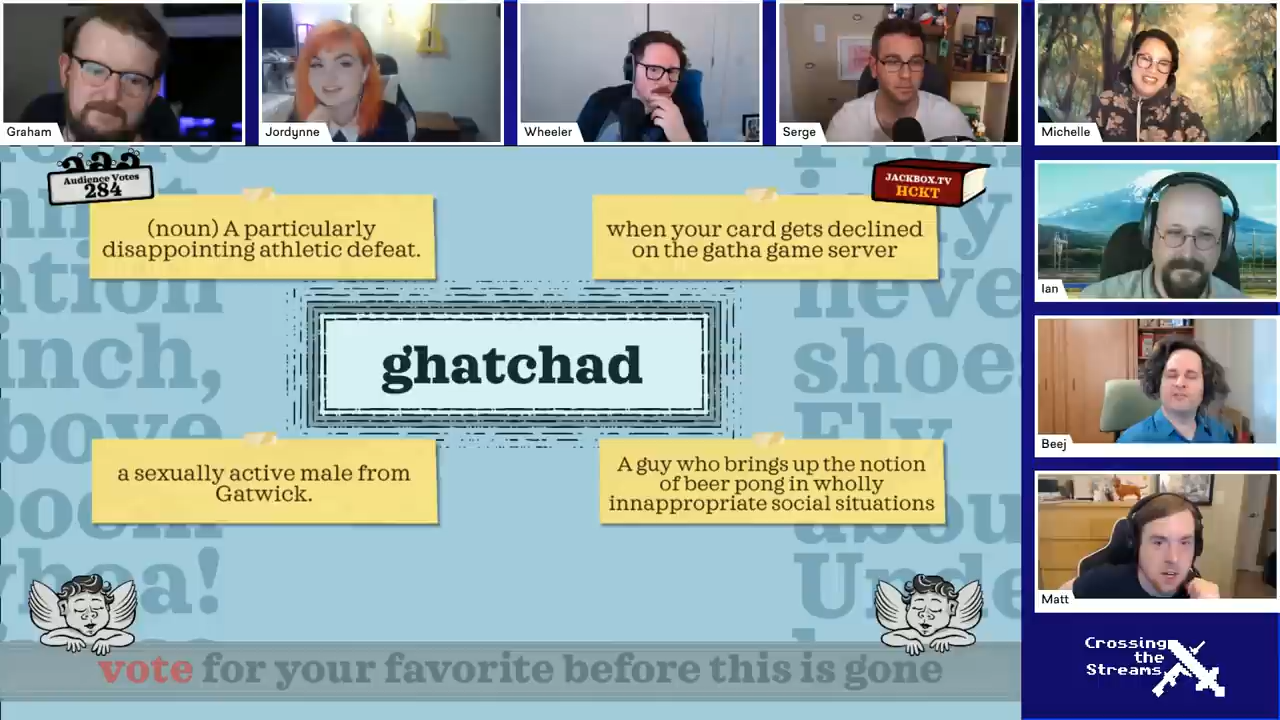 Graham
Jordynne
Wheeler
Serge
Michelle
Audience Votes
284
JACKBOX.TV
HCKT
(noun) A particularly
disappointing athletic defeat.
when your card gets declined
on the gatha game server
Ian
ghatchad
Beej
a sexually active male from
Gatwick.
A guy who brings up the notion
of beer pong in wholly
innappropriate social situations
Matt
vote for your favorite before this is gone
Crossing
the
Streams